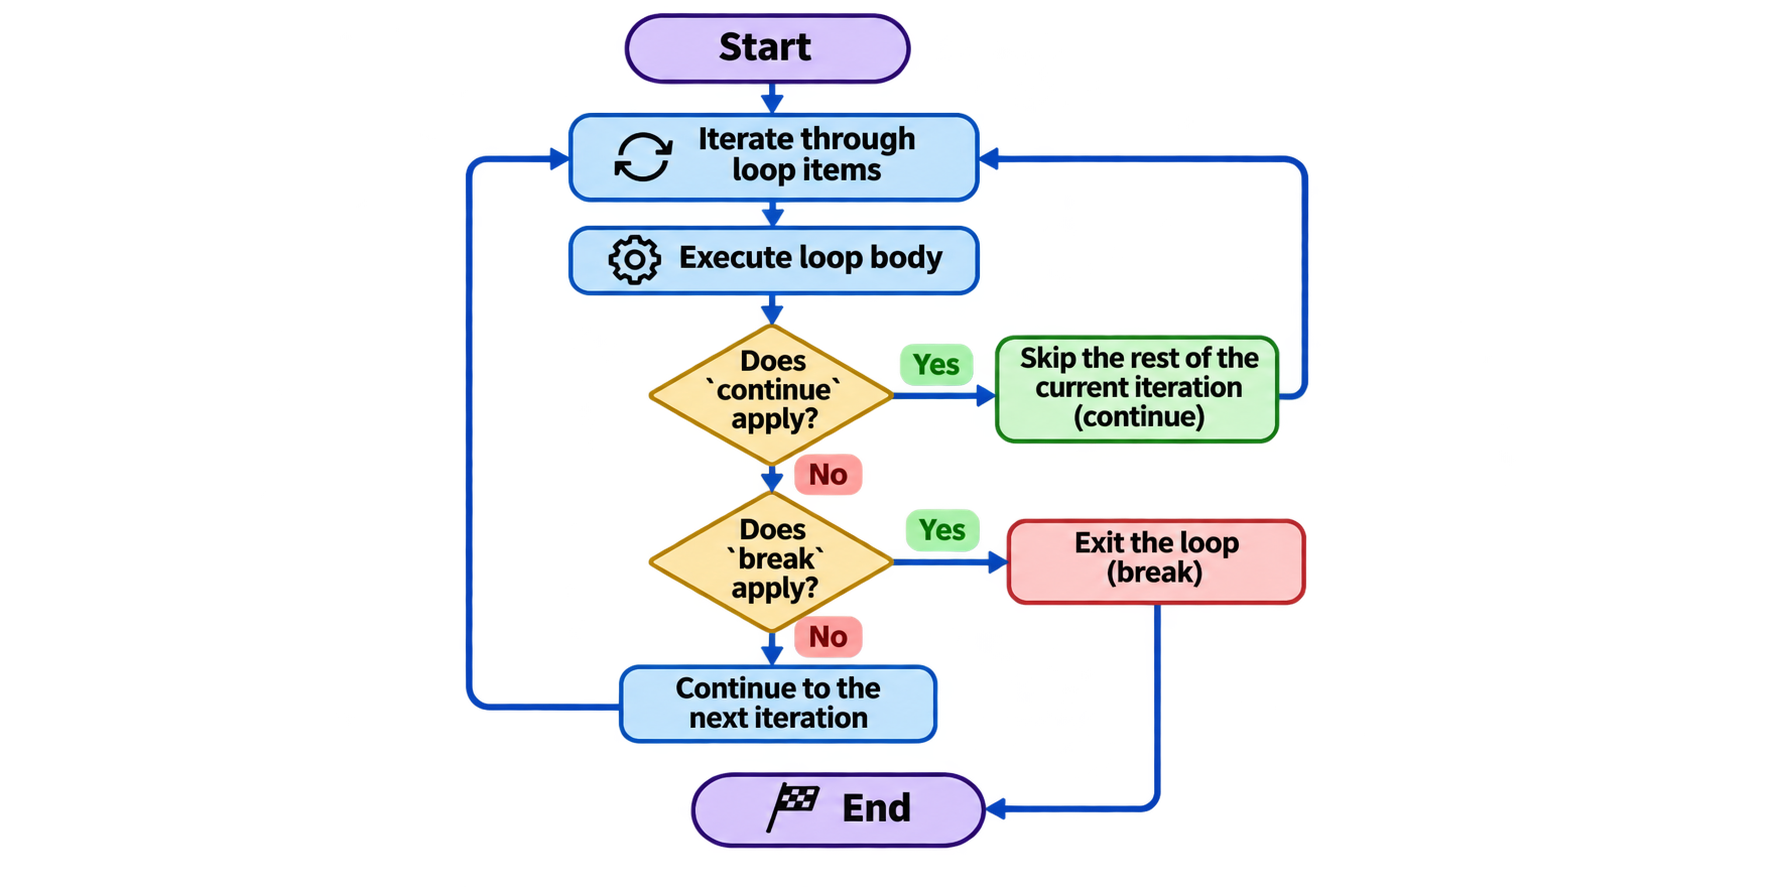 Start
Iterate through
loop items
Execute loop body
Does
`continue`
apply?
Yes
Skip the rest of the
current iteration
(continue)
No
Does
`break`
apply?
Yes
Exit the loop
(break)
No
Continue to the
next iteration
End